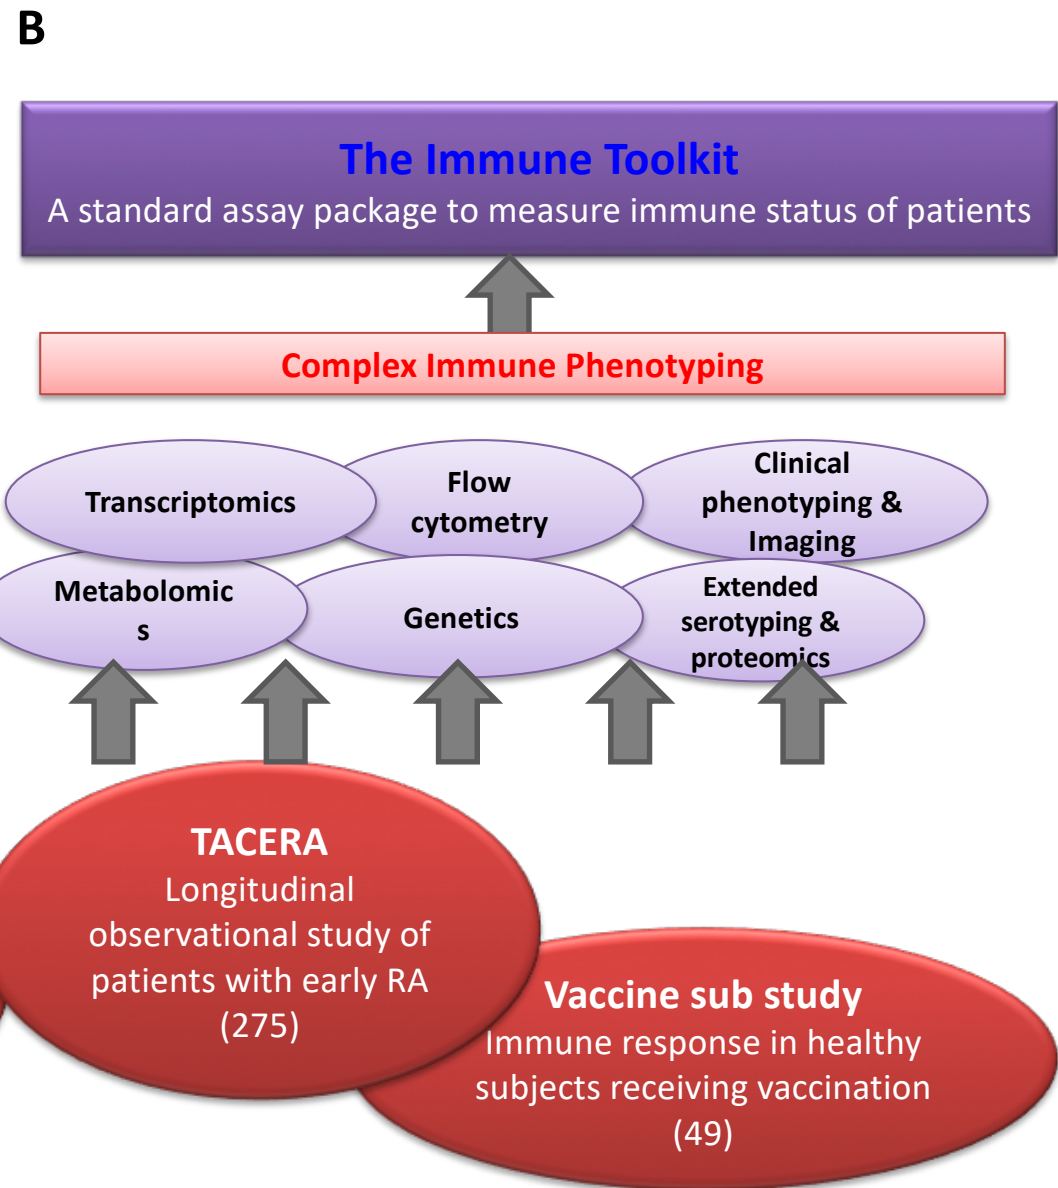 B
The Immune Toolkit
A standard assay package to measure immune status of patients
Complex Immune Phenotyping
Transcriptomics
Flow
cytometry
Clinical
phenotyping &
Imaging
Metabolomic
s
Genetics
Extended
serotyping &
proteomics
TACERA
Longitudinal
observational study of
patients with early RA
(275)
Vaccine sub study
Immune response in healthy
subjects receiving vaccination
(49)